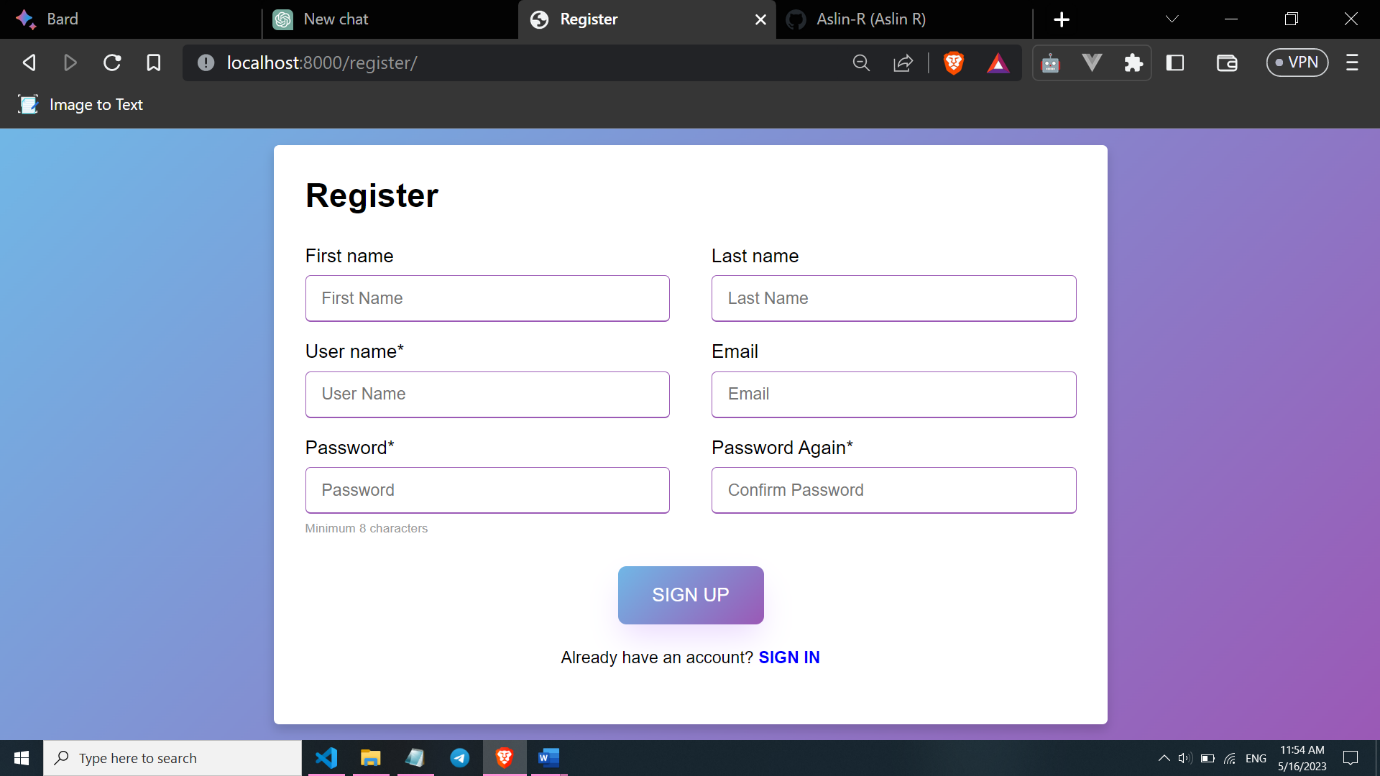 Bard
New chat
Register
Aslin-R (Aslin R)
localhost:8000/register/
VPN
Image to Text
Register
First name
Last name
First Name
Last Name
User name*
Email
User Name
Email
Password*
Password Again*
Password
Confirm Password
Minimum 8 characters
SIGN UP
Already have an account? SIGN IN
Type here to search
ENG
11:54 AM
5/16/2023